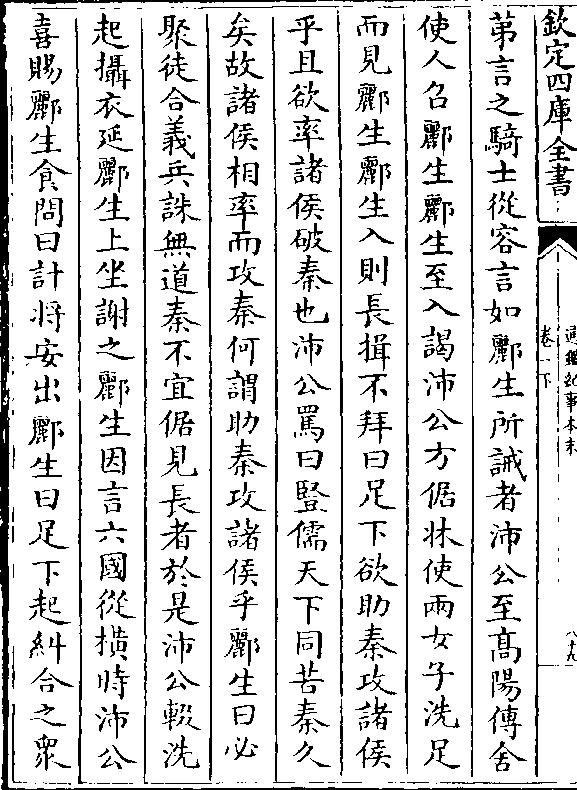 欽定四庫全書
通鑑紀事本末
卷一下
八十九
第言之騎士從容言如酈生所誡者沛公至高陽傳舍
使人召酈生酈生至入謁沛公方倨牀使兩女子洗足
而見酈生酈生入則長揖不拜曰足下欲助秦攻諸侯
乎且欲率諸侯破秦也沛公罵曰豎儒天下同苦秦久
矣故諸侯相率而攻秦何謂助秦攻諸侯乎酈生曰必
聚徒合義兵誅無道秦不宜倨見長者於是沛公輟洗
起攝衣延酈生上坐謝之酈生因言六國從横時沛公
喜賜酈生食問曰計將安出酈生曰足下起糾合之衆